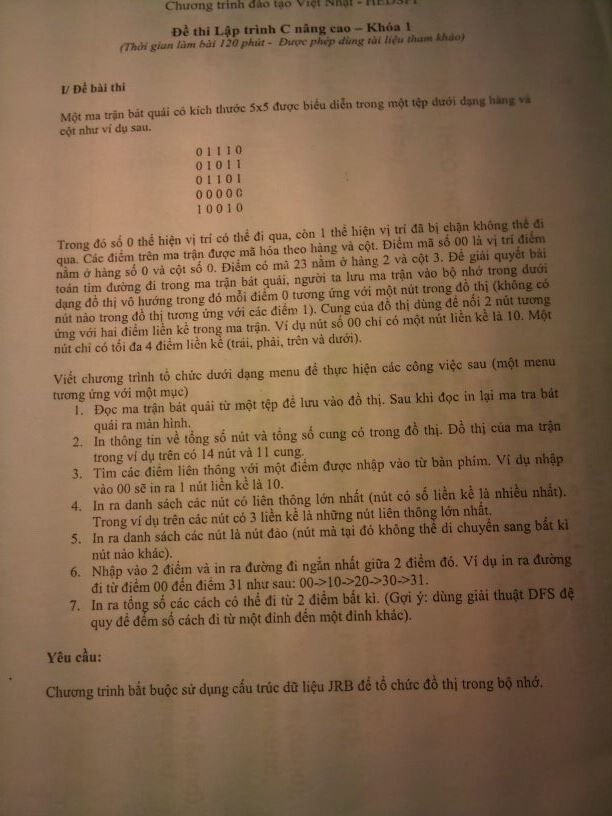 Chương trình đào tạo Việt Nhật - HEDSPI
Đề thi Lập trình C nâng cao – Khóa 1
(Thời gian làm bài 120 phút - Được phép dùng tài liệu tham khảo)
I/ Đề bài thi
Một ma trận bát quái có kích thước 5x5 được biểu diễn trong một tệp dưới dạng hàng và
cột như ví dụ sau.
0 1 1 1 0
0 1 0 1 1
0 1 1 0 1
0 0 0 0 0
1 0 0 1 0
Trong đó số 0 thể hiện vị trí có thể đi qua, còn 1 thể hiện vị trí đã bị chặn không thể đi
qua. Các điểm trên ma trận được mã hóa theo hàng và cột. Điểm mã số 00 là vị trí điểm
nằm ở hàng số 0 và cột số 0. Điểm có mã 23 nằm ở hàng 2 và cột 3. Để giải quyết bài
toán tìm đường đi trong ma trận bát quái, người ta lưu ma trận vào bộ nhớ trong dưới
dạng đồ thị vô hướng trong đó mỗi điểm 0 tương ứng với một nút trong đồ thị (không có
nút nào trong đồ thị tương ứng với các điểm 1). Cung của đồ thị dùng để nối 2 nút tương
ứng với hai điểm liền kề trong ma trận. Ví dụ nút số 00 chỉ có một nút liền kề là 10. Một
nút chỉ có tối đa 4 điểm liền kề (trái, phải, trên và dưới).
Viết chương trình tổ chức dưới dạng menu để thực hiện các công việc sau (một menu
tương ứng với một mục)
1. Đọc ma trận bát quái từ một tệp để lưu vào đồ thị. Sau khi đọc in lại ma tra bát
quái ra màn hình.
2. In thông tin về tổng số nút và tổng số cung có trong đồ thị. Đồ thị của ma trận
trong ví dụ trên có 14 nút và 11 cung.
3. Tìm các điểm liên thông với một điểm được nhập vào từ bàn phím. Ví dụ nhập
vào 00 sẽ in ra 1 nút liền kề là 10.
4. In ra danh sách các nút có liên thông lớn nhất (nút có số liền kề là nhiều nhất).
Trong ví dụ trên các nút có 3 liền kề là những nút liên thông lớn nhất.
5. In ra danh sách các nút là nút đảo (nút mà tại đó không thể di chuyển sang bất kì
nút nào khác).
6. Nhập vào 2 điểm và in ra đường đi ngắn nhất giữa 2 điểm đó. Ví dụ in ra đường
đi từ điểm 00 đến điểm 31 như sau: 00->10->20->30->31.
7. In ra tổng số các cách có thể đi từ 2 điểm bất kì. (Gợi ý: dùng giải thuật DFS đệ
quy để đếm số cách đi từ một đỉnh đến một đỉnh khác).
Yêu cầu:
Chương trình bắt buộc sử dụng cấu trúc dữ liệu JRB để tổ chức đồ thị trong bộ nhớ.